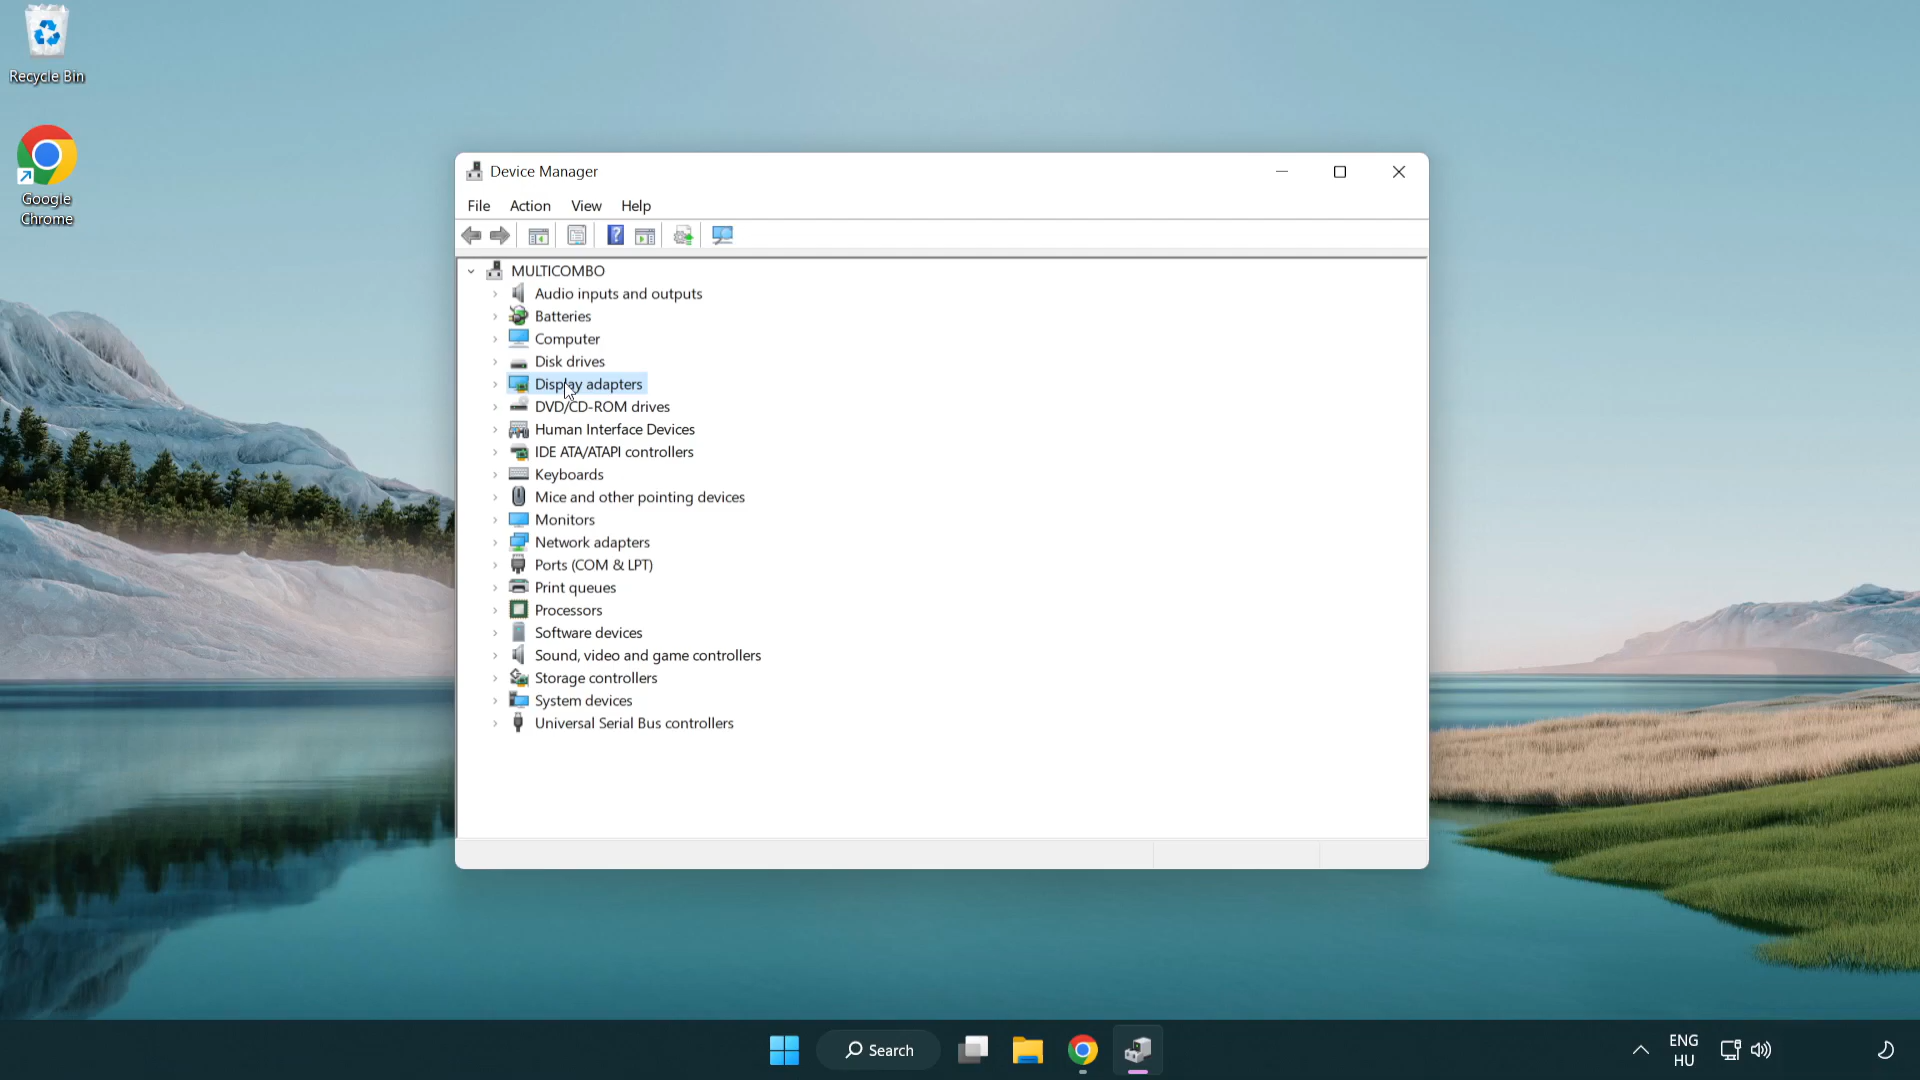 Recycle Bin
Google
Chrome
Device Manager
File Action View Help
MULTICOMBO
Audio inputs and outputs
Batteries
Computer
Disk drives
Display adapters
DVD/CD-ROM drives
Human Interface Devices
IDE ATA/ATAPI controllers
Keyboards
Mice and other pointing devices
Monitors
Network adapters
Ports (COM & LPT)
Print queues
Processors
Software devices
Sound, video and game controllers
Storage controllers
System devices
Universal Serial Bus controllers
Search
ENG
HU